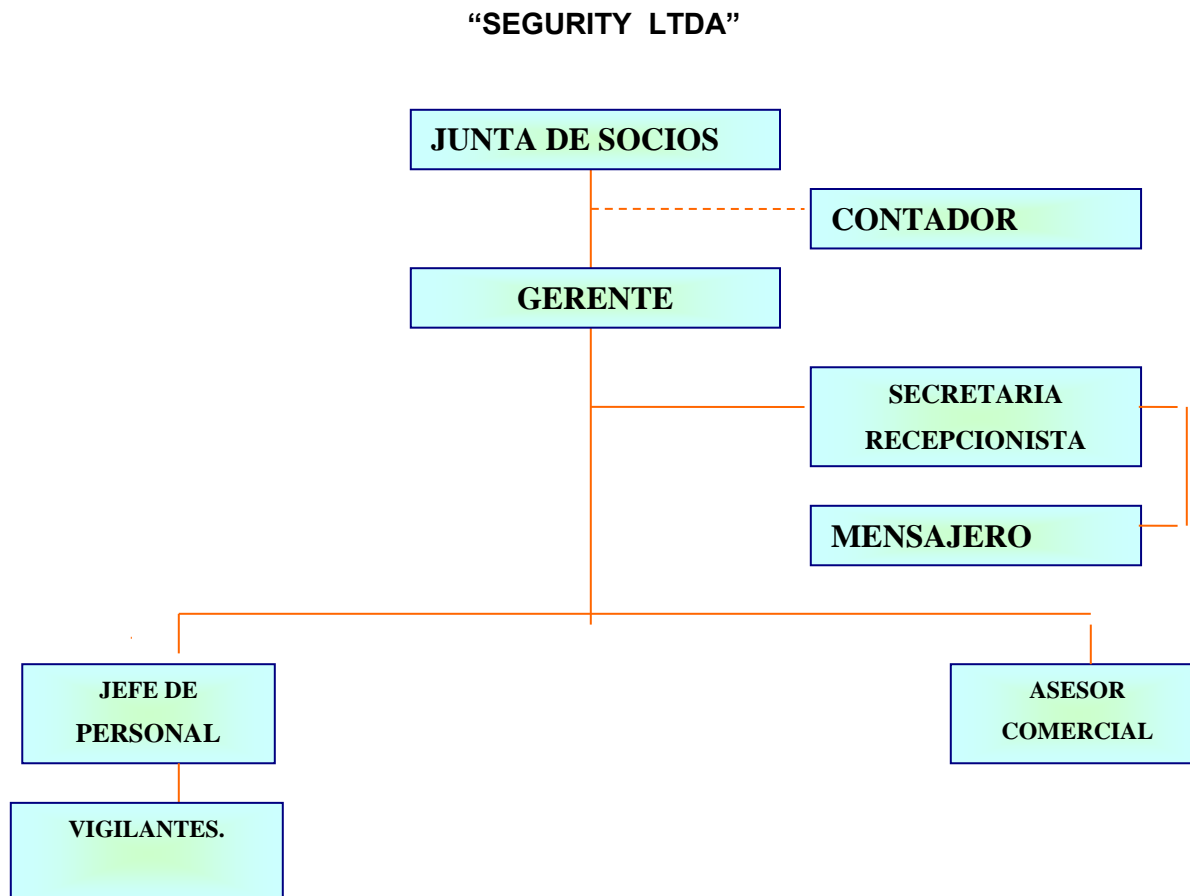 “SEGURITY LTDA”
JUNTA DE SOCIOS
CONTADOR
GERENTE
SECRETARIA
RECEPCIONISTA
MENSAJERO
JEFE DE
PERSONAL
ASESOR
COMERCIAL
VIGILANTES.